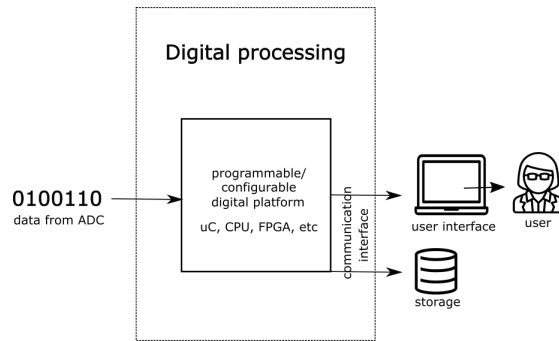 Digital processing
programmable/
configurable
digital platform
uC, CPU, FPGA, etc
0100110
data from ADC
communication
interface
user interface
user
storage